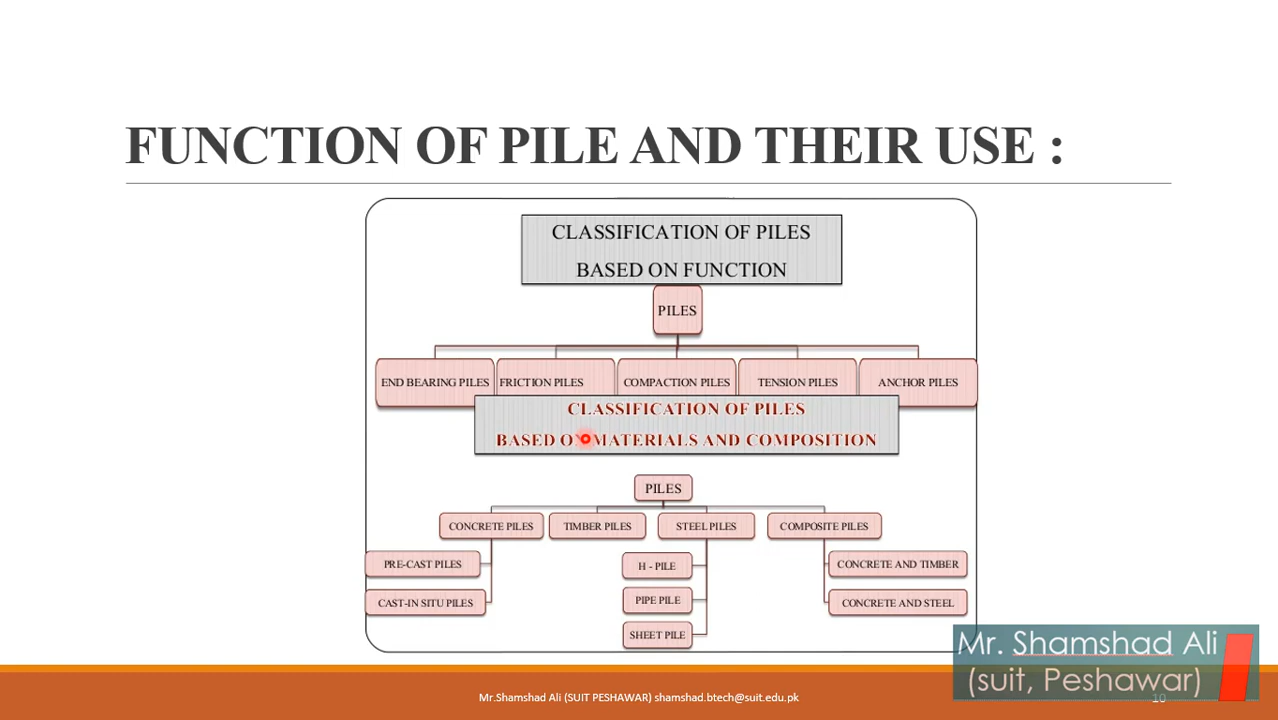 FUNCTION OF PILE AND THEIR USE :
CLASSIFICATION OF PILES
BASED ON FUNCTION
PILES
END BEARING PILES
FRICTION PILES
COMPACTION PILES
TENSION PILES
ANCHOR PILES
CLASSIFICATION OF PILES
BASED ON MATERIALS AND COMPOSITION
PILES
CONCRETE PILES
TIMBER PILES
STEEL PILES
COMPOSITE PILES
PRE-CAST PILES
H - PILE
CONCRETE AND TIMBER
CAST-IN SITU PILES
PIPE PILE
CONCRETE AND STEEL
SHEET PILE
Mr. Shamshad Ali
(suit, Peshawar)
Mr.Shamshad Ali (SUIT PESHAWAR) shamshad.btech@suit.edu.pk
10